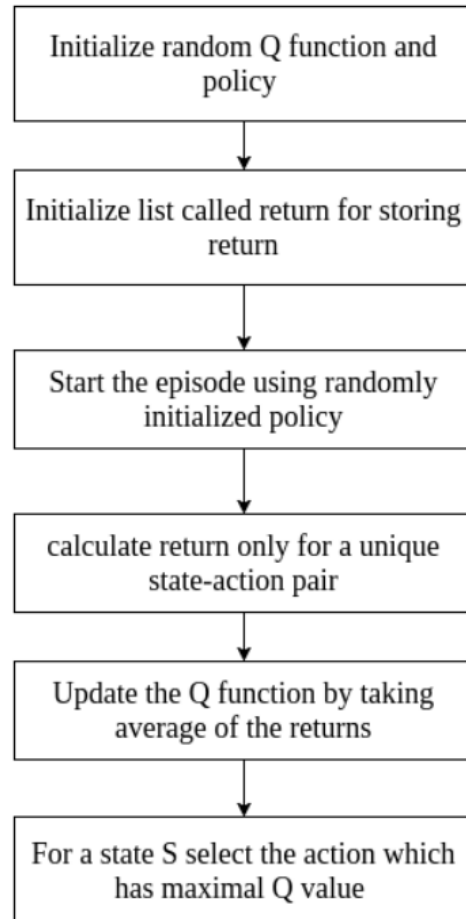 Initialize random Q function and
policy
Initialize list called return for storing
return
Start the episode using randomly
initialized policy
calculate return only for a unique
state-action pair
Update the Q function by taking
average of the returns
For a state S select the action which
has maximal Q value